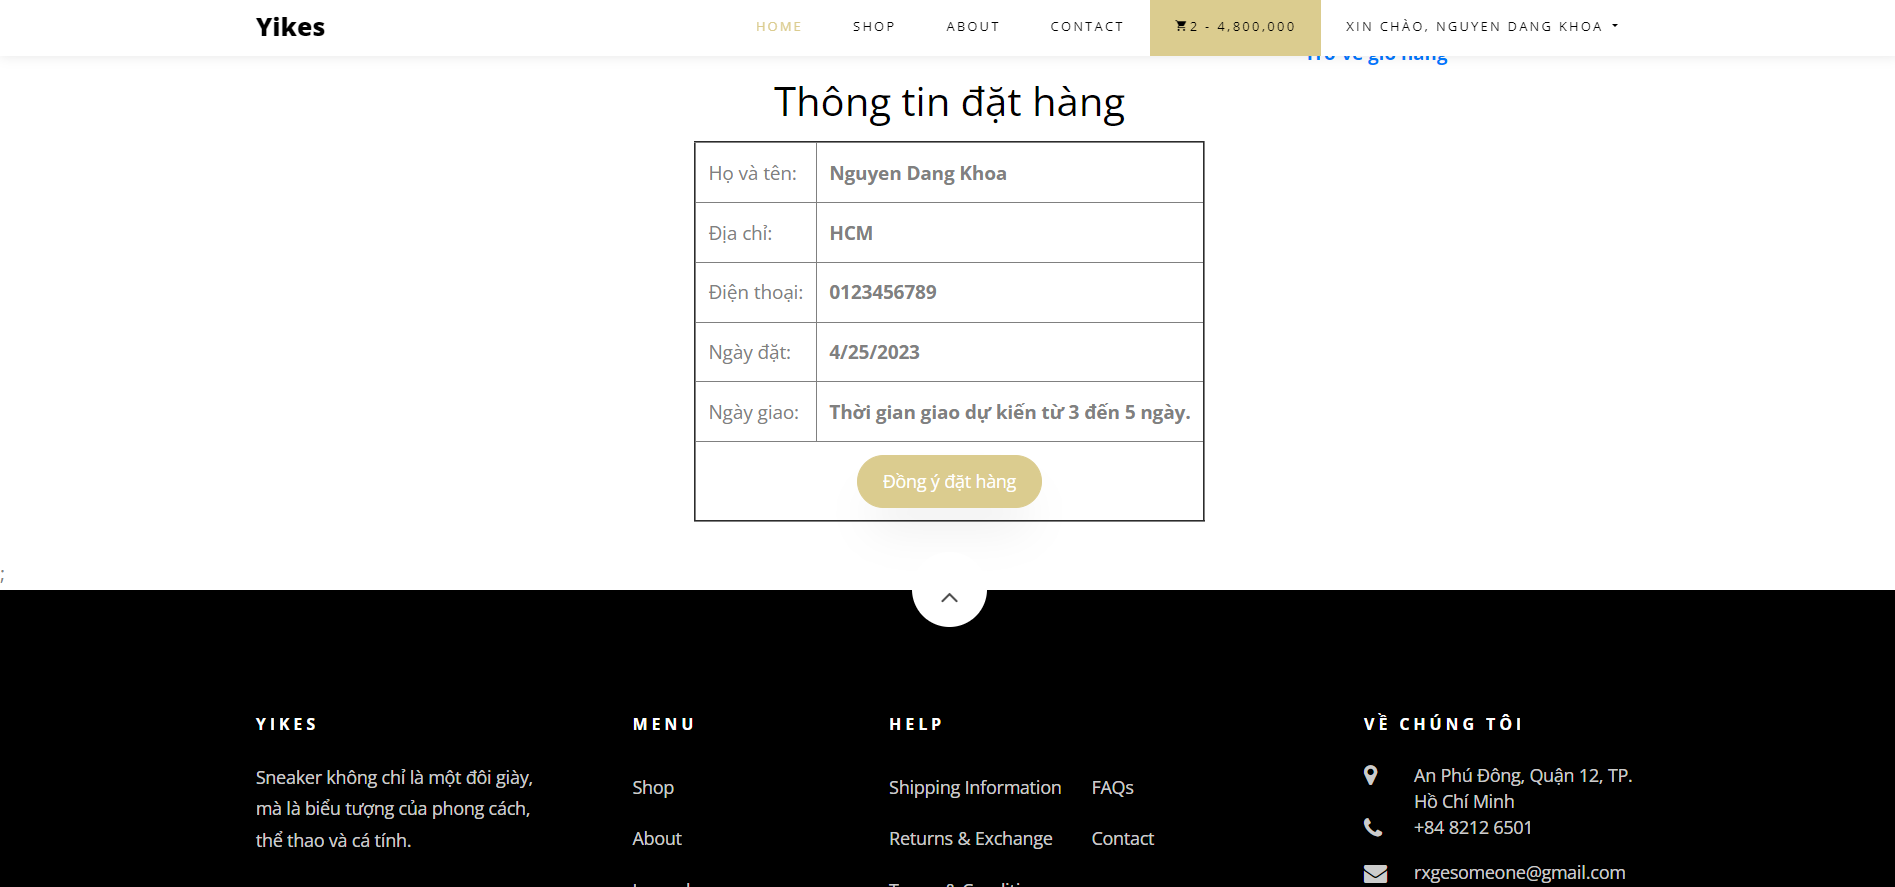 Yikes
HOME SHOP ABOUT CONTACT 2 - 4,800,000 XIN CHÀO, NGUYEN DANG KHOA
Trở về giỏ hàng
Thông tin đặt hàng
Họ và tên: Nguyen Dang Khoa
Địa chỉ: HCM
Điện thoại: 0123456789
Ngày đặt: 4/25/2023
Ngày giao: Thời gian giao dự kiến từ 3 đến 5 ngày.
Đồng ý đặt hàng
;
YIKES
Sneaker không chỉ là một đôi giày,
mà là biểu tượng của phong cách,
thể thao và cá tính.
MENU
Shop
About
HELP
Shipping Information
Returns & Exchange
FAQs
Contact
VỀ CHÚNG TÔI
An Phú Đông, Quận 12, TP.
Hồ Chí Minh
+84 8212 6501
rxgesomeone@gmail.com